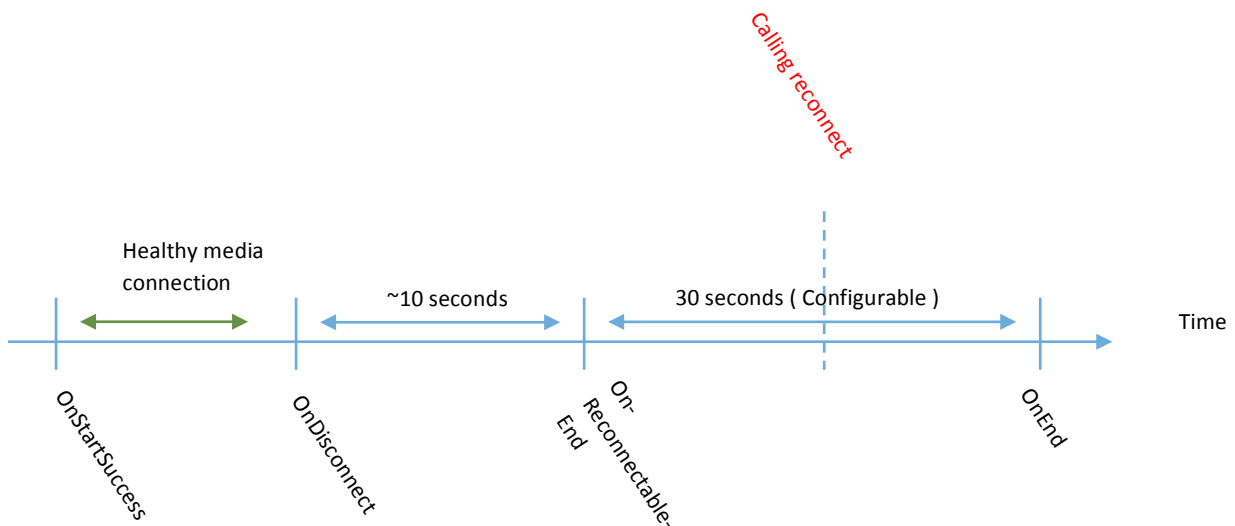 Calling reconnect
Healthy media
connection
~10 seconds
30 seconds ( Configurable )
Time
OnStartSuccess
OnDisconnect
On-
Reconnectable-
End
OnEnd